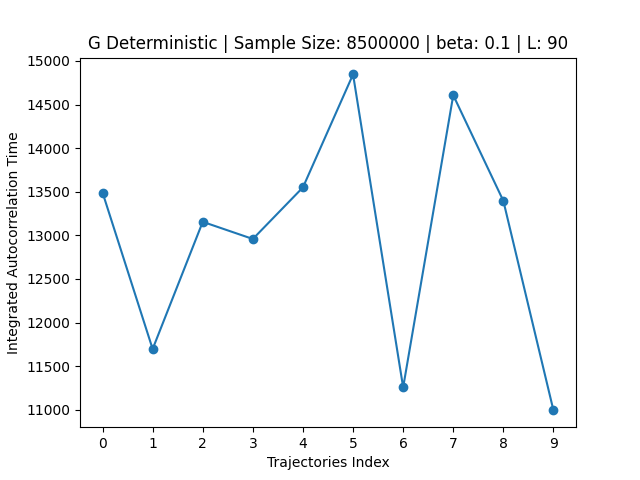 G Deterministic | Sample Size: 8500000 | beta: 0.1 | L: 90
Integrated Autocorrelation Time
15000
14500
14000
13500
13000
12500
12000
11500
11000
0 1 2 3 4 5 6 7 8 9
Trajectories Index